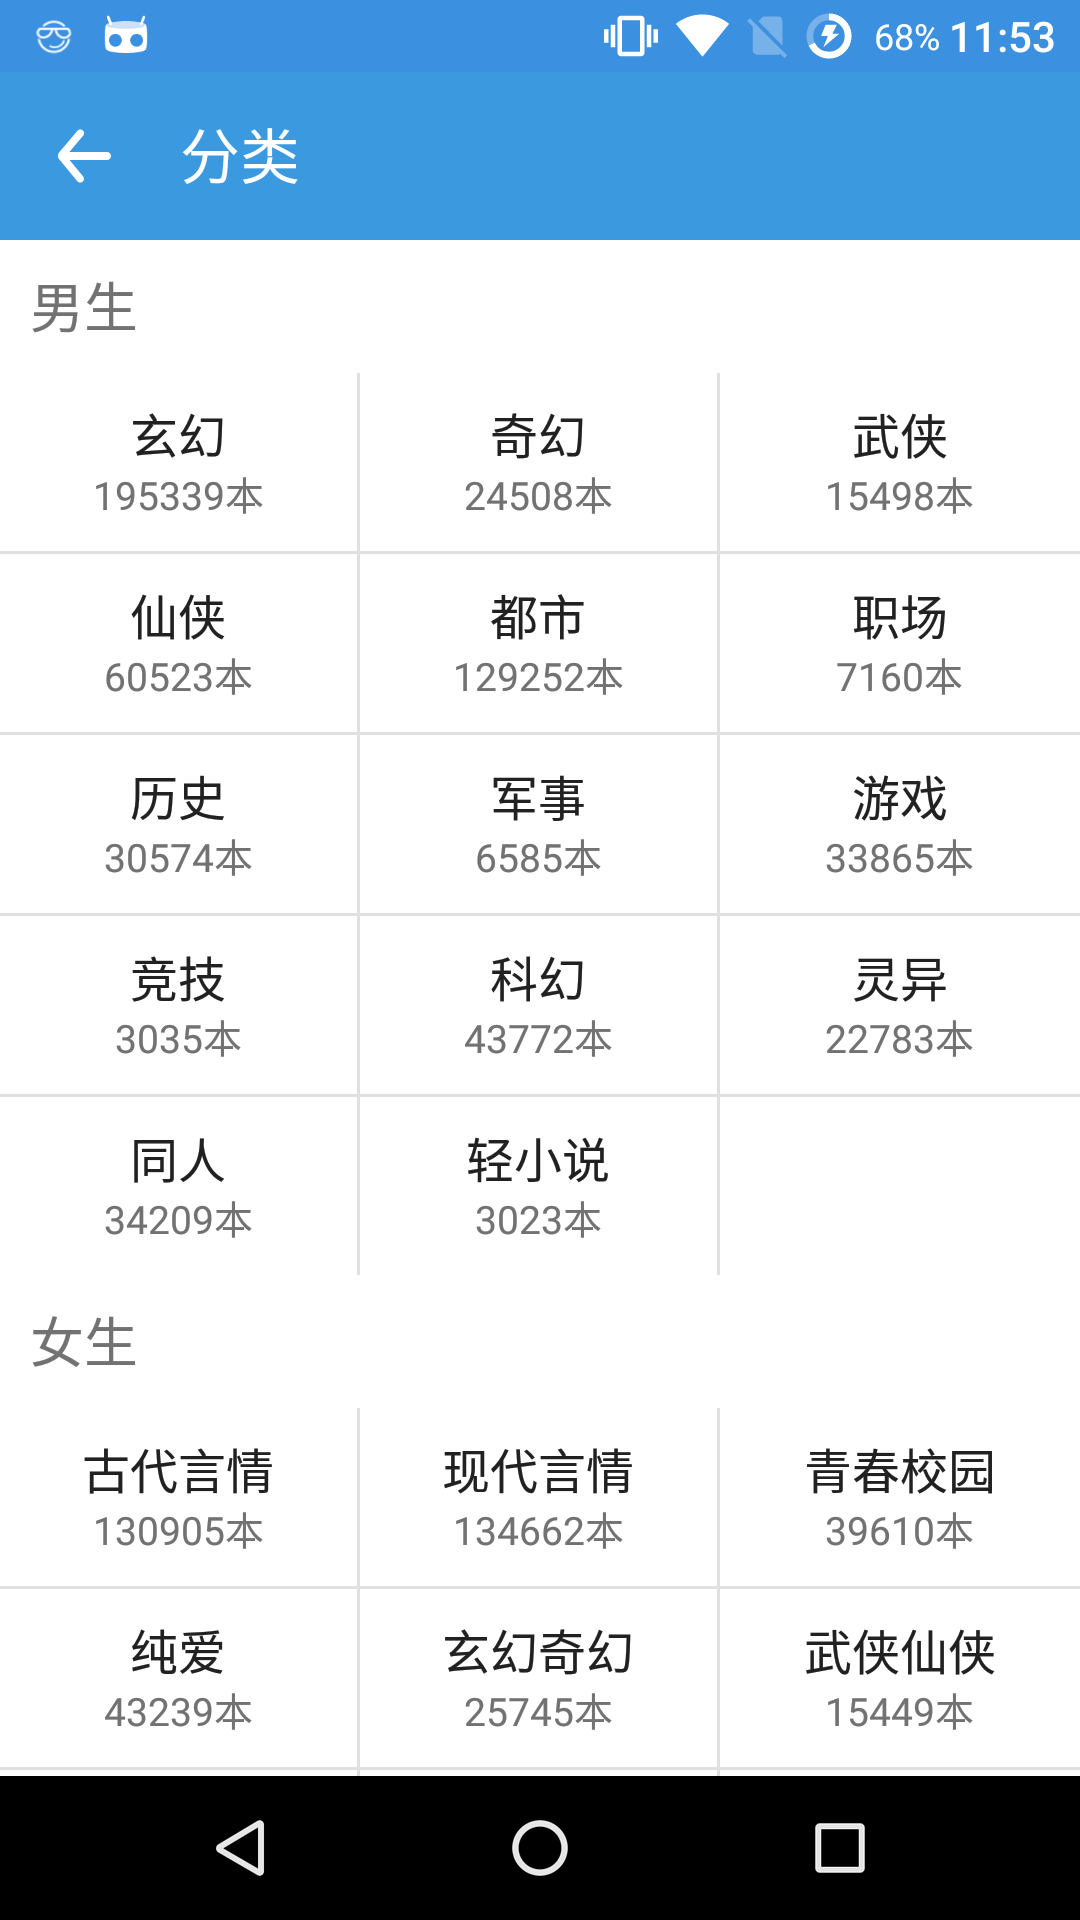 68% 11:53
分类
男生
玄幻 奇幻 武侠
195339本 24508本 15498本
仙侠 都市 职场
60523本 129252本 7160本
历史 军事 游戏
30574本 6585本 33865本
竞技 科幻 灵异
3035本 43772本 22783本
同人 轻小说
34209本 3023本
女生
古代言情 现代言情 青春校园
130905本 134662本 39610本
纯爱 玄幻奇幻 武侠仙侠
43239本 25745本 15449本